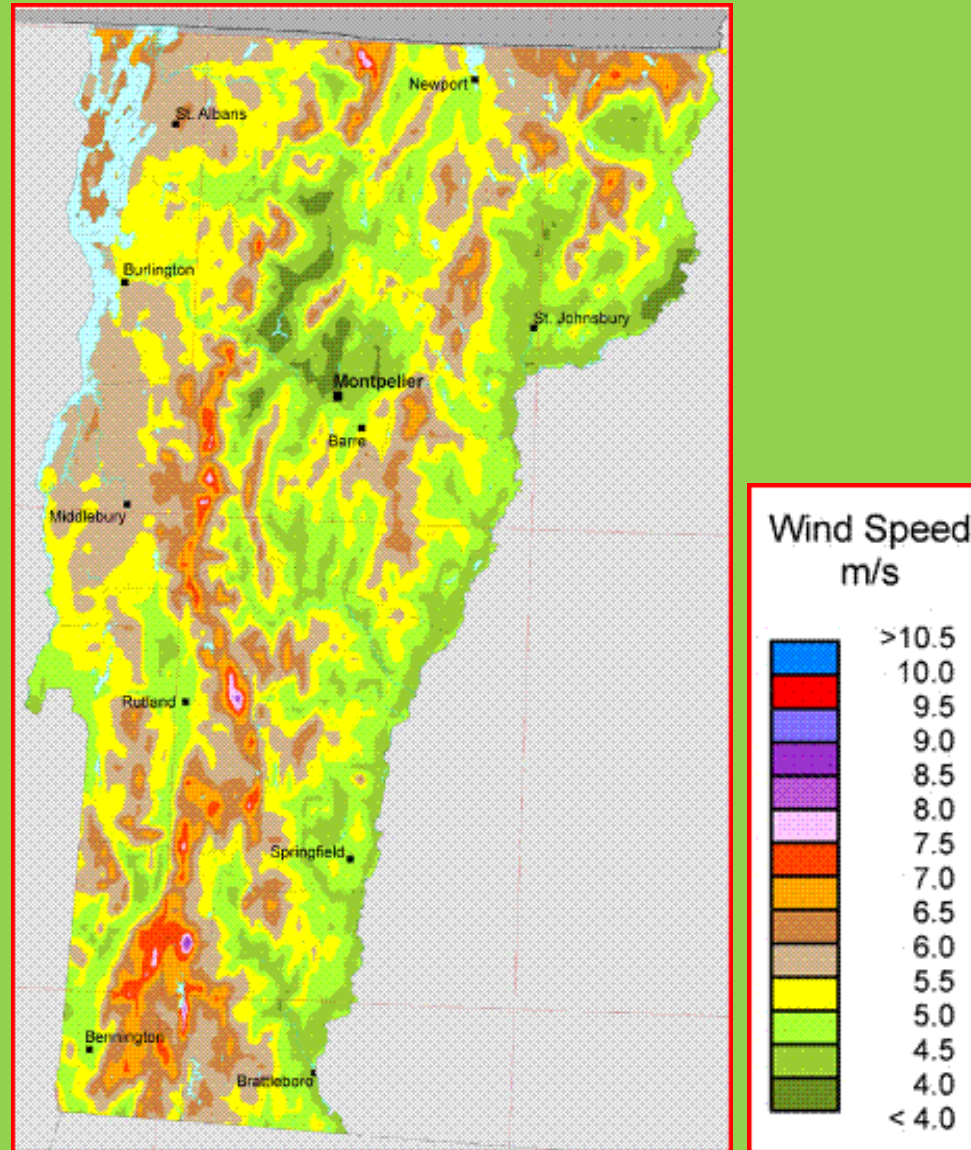 Newport
St. Albans
Burlington
St. Johnsbury
Montpelier
Barre
Middlebury
Rutland
Springfield
Bennington
Brattleboro
Wind Speed
m/s
>10.5
10.0
9.5
9.0
8.5
8.0
7.5
7.0
6.5
6.0
5.5
5.0
4.5
4.0
< 4.0